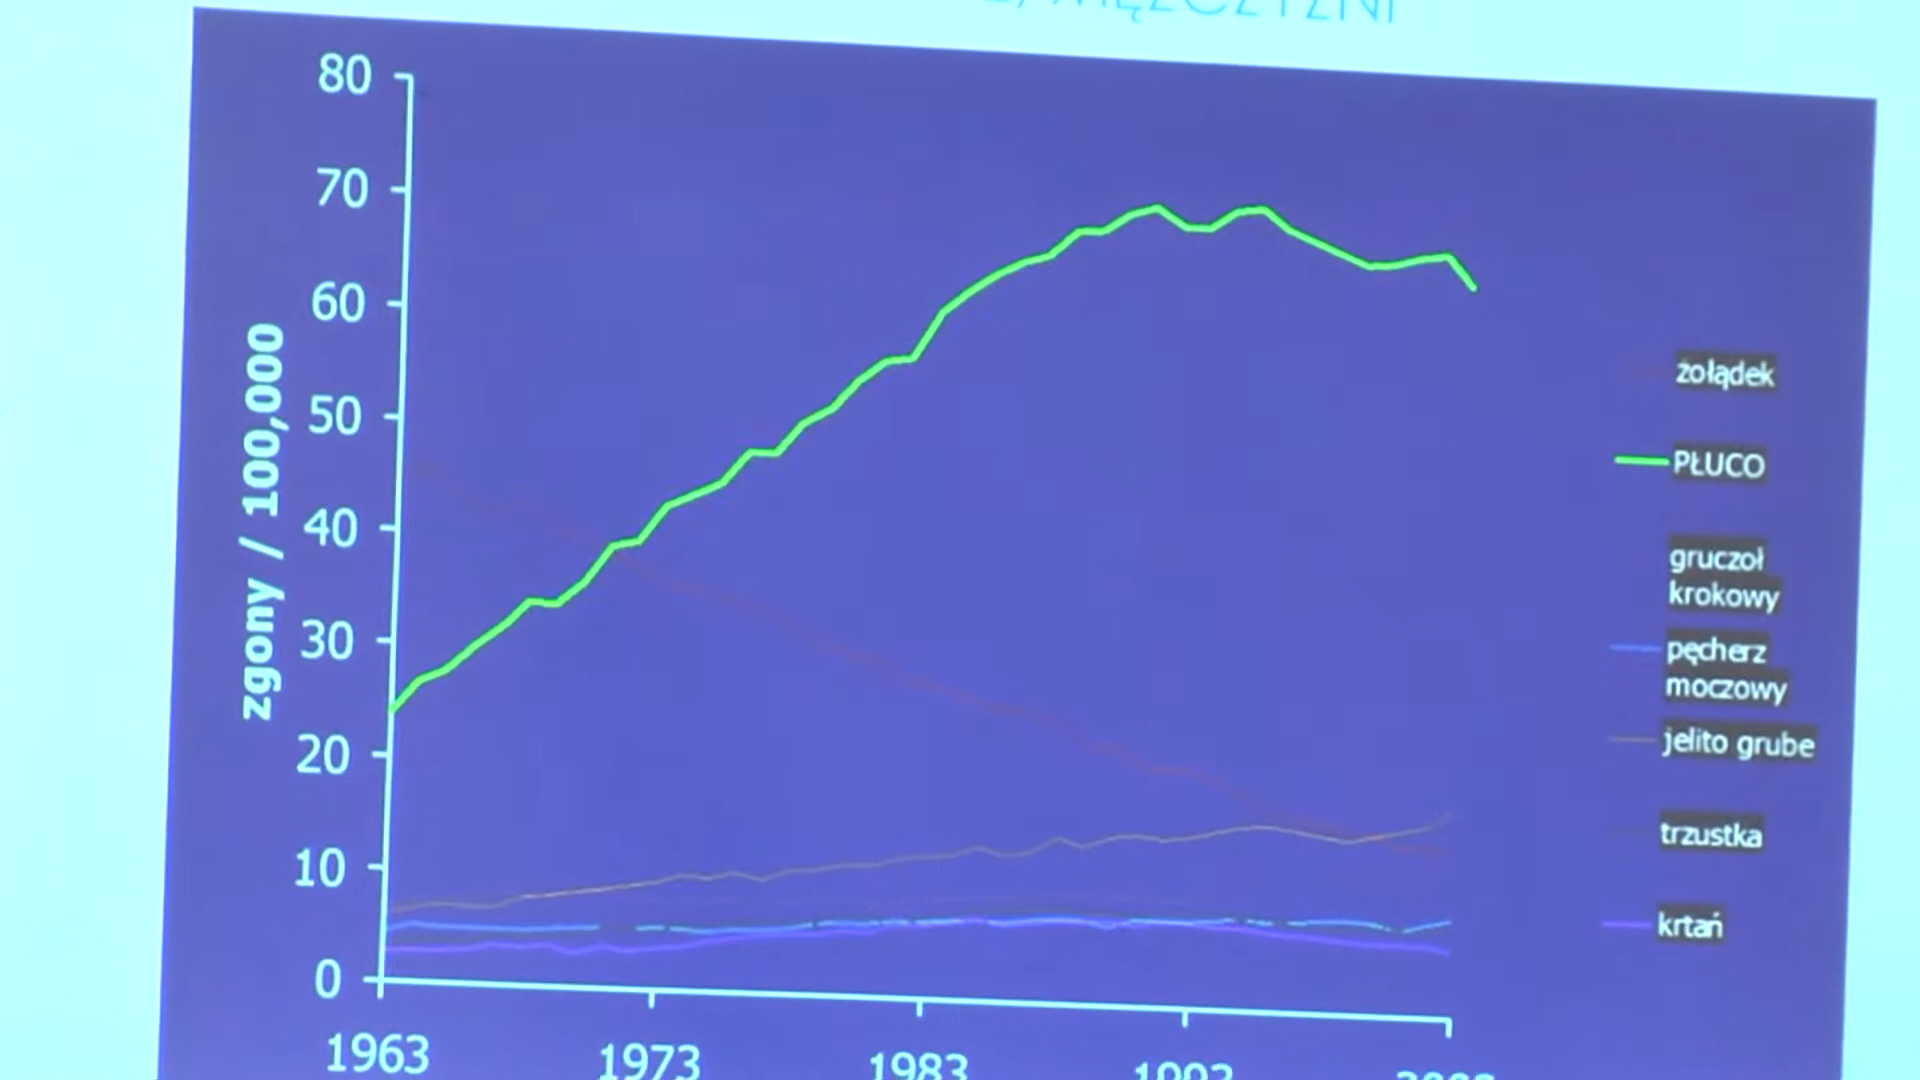 MĘŻCZYŹNI
80
70
60
50
40
30
20
10
0
zgony / 100,000
1963
1973
1983
żołądek
PŁUCO
gruczoł
krokowy
pęcherz
moczowy
jelito grube
trzustka
krtań